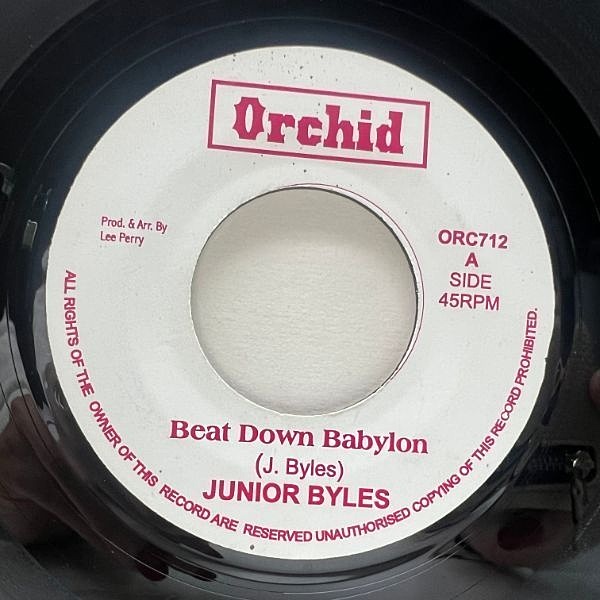 Orchid
Prod. & Arr. By
Lee Perry
ORC712
A
SIDE
45RPM
Beat Down Babylon
(J. Byles)
JUNIOR BYLES
ALL RIGHTS OF THE OWNER OF THIS RECORD ARE RESERVED UNAUTHORISED COPYING OF THIS RECORD PROHIBITED.